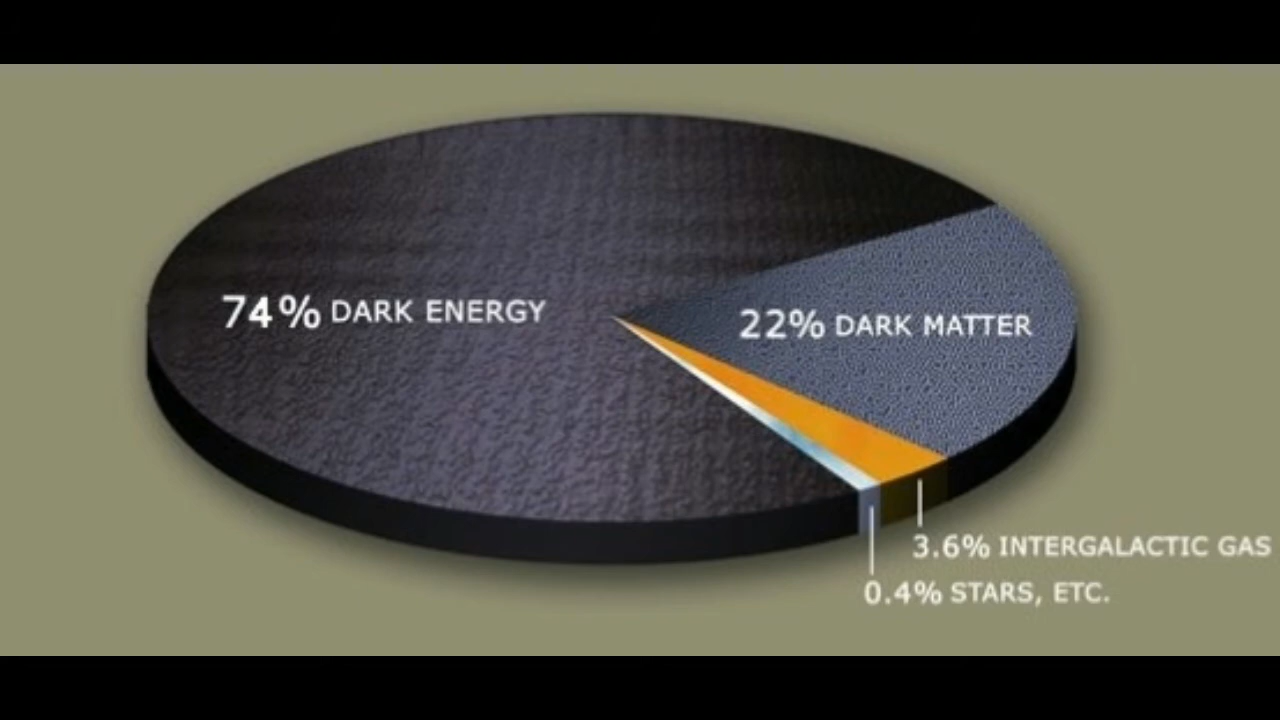 74% DARK ENERGY
22% DARK MATTER
3.6% INTERGALACTIC GAS
0.4% STARS, ETC.